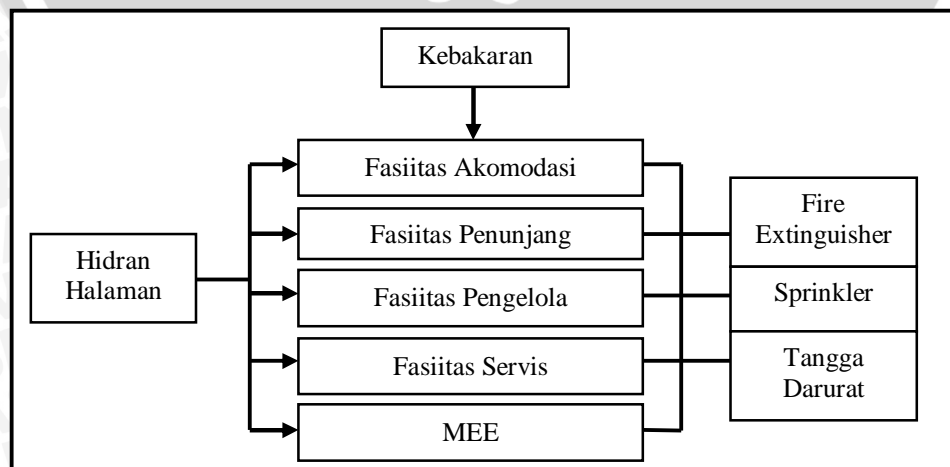 Kebakaran
Fasiitas Akomodasi
Fasiitas Penunjang
Fasiitas Pengelola
Fasiitas Servis
MEE
Hidran
Halaman
Fire
Extinguisher
Sprinkler
Tangga
Darurat